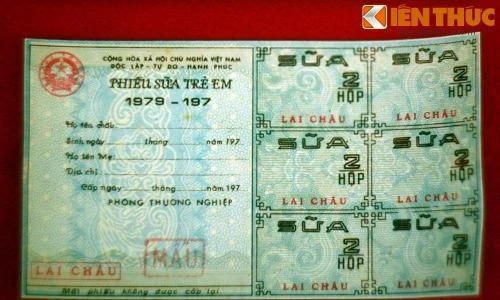 KIẾN THỨC
CỘNG HÒA XÃ HỘI CHỦ NGHĨA VIỆT NAM
ĐỘC LẬP - TỰ DO - HẠNH PHÚC
PHIẾU SỮA TRẺ EM
1979 - 197
Họ tên cháu:
Sinh ngày tháng năm 197
Họ tên Mẹ:
Địa chỉ:
Cấp ngày tháng năm 197
PHÒNG THƯƠNG NGHIỆP
LAI CHÂU
MẪU
Mất phiếu không được cấp lại.
SỮA
2
HỘP
LAI CHÂU
SỮA
2
HỘP
LAI CHÂU
SỮA
2
HỘP
LAI CHÂU
SỮA
2
HỘP
LAI CHÂU
SỮA
2
HỘP
LAI CHÂU
SỮA
2
HỘP
LAI CHÂU